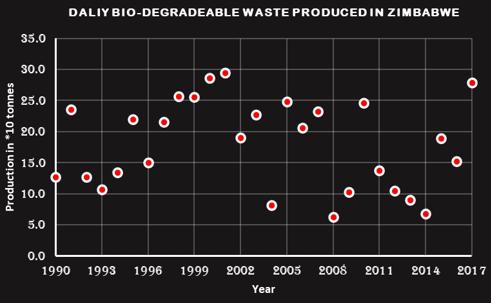 DALIY BIO-DEGRADEABLE WASTE PRODUCED IN ZIMBABWE
35.0
30.0
25.0
20.0
15.0
10.0
5.0
0.0
Production in *10 tonnes
1990 1993 1996 1999 2002 2005 2008 2011 2014 2017
Year